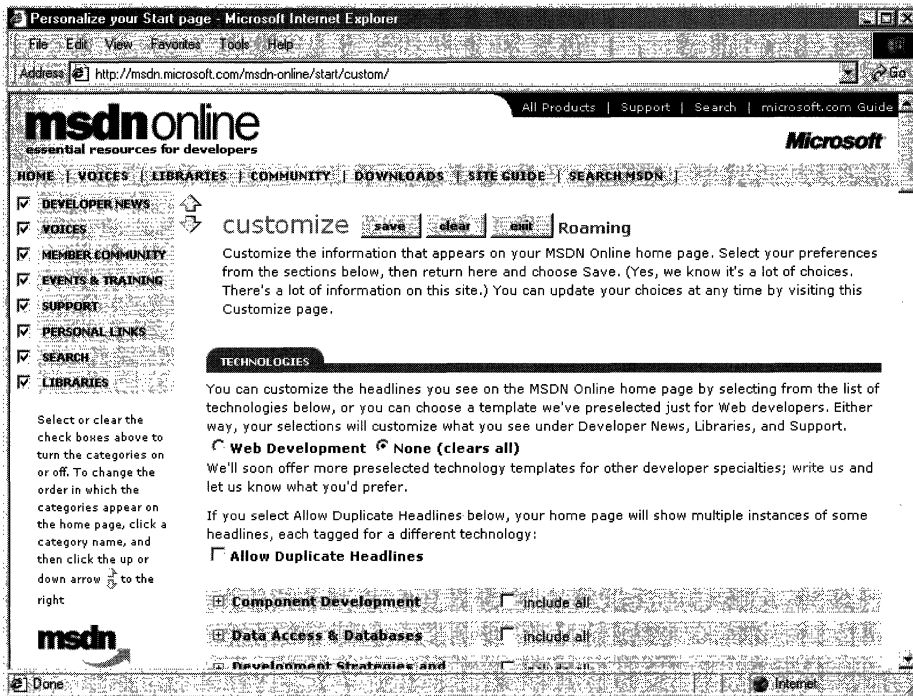 Personalize your Start page - Microsoft Internet Explorer
File Edit View Favorites Tools Help
Address http://msdn.microsoft.com/msdn-online/start/custom/ Go
All Products | Support | Search | microsoft.com Guide
msdn online
essential resources for developers
Microsoft
HOME | VOICES | LIBRARIES | COMMUNITY | DOWNLOADS | SITE GUIDE | SEARCH MSDN |
DEVELOPER NEWS
VOICES
MEMBER COMMUNITY
EVENTS & TRAINING
SUPPORT
PERSONAL LINKS
SEARCH
LIBRARIES
Select or clear the
check boxes above to
turn the categories on
or off. To change the
order in which the
categories appear on
the home page, click a
category name, and
then click the up or
down arrow to the
right
msdn
customize save clear exit Roaming
Customize the information that appears on your MSDN Online home page. Select your preferences
from the sections below, then return here and choose Save. (Yes, we know it's a lot of choices.
There's a lot of information on this site.) You can update your choices at any time by visiting this
Customize page.
TECHNOLOGIES
You can customize the headlines you see on the MSDN Online home page by selecting from the list of
technologies below, or you can choose a template we've preselected just for Web developers. Either
way, your selections will customize what you see under Developer News, Libraries, and Support.
Web Development None (clears all)
We'll soon offer more preselected technology templates for other developer specialties; write us and
let us know what you'd prefer.
If you select Allow Duplicate Headlines below, your home page will show multiple instances of some
headlines, each tagged for a different technology:
Allow Duplicate Headlines
Component Development include all
Data Access & Databases include all
Development Strategies and include all
Done Internet